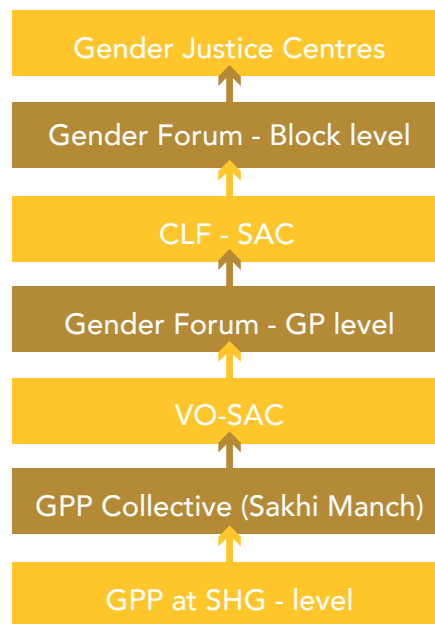 Gender Justice Centres
Gender Forum - Block level
CLF - SAC
Gender Forum - GP level
VO-SAC
GPP Collective (Sakhi Manch)
GPP at SHG - level